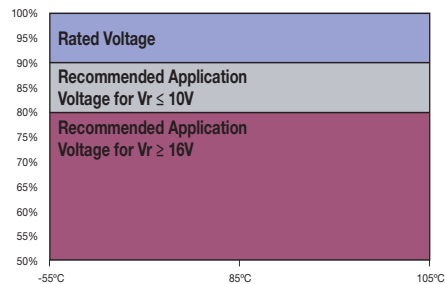 100%
95%
90%
85%
80%
75%
70%
65%
60%
55%
50%
Rated Voltage
Recommended Application
Voltage for Vr ≤ 10V
Recommended Application
Voltage for Vr ≥ 16V
-55ºC
85ºC
105ºC